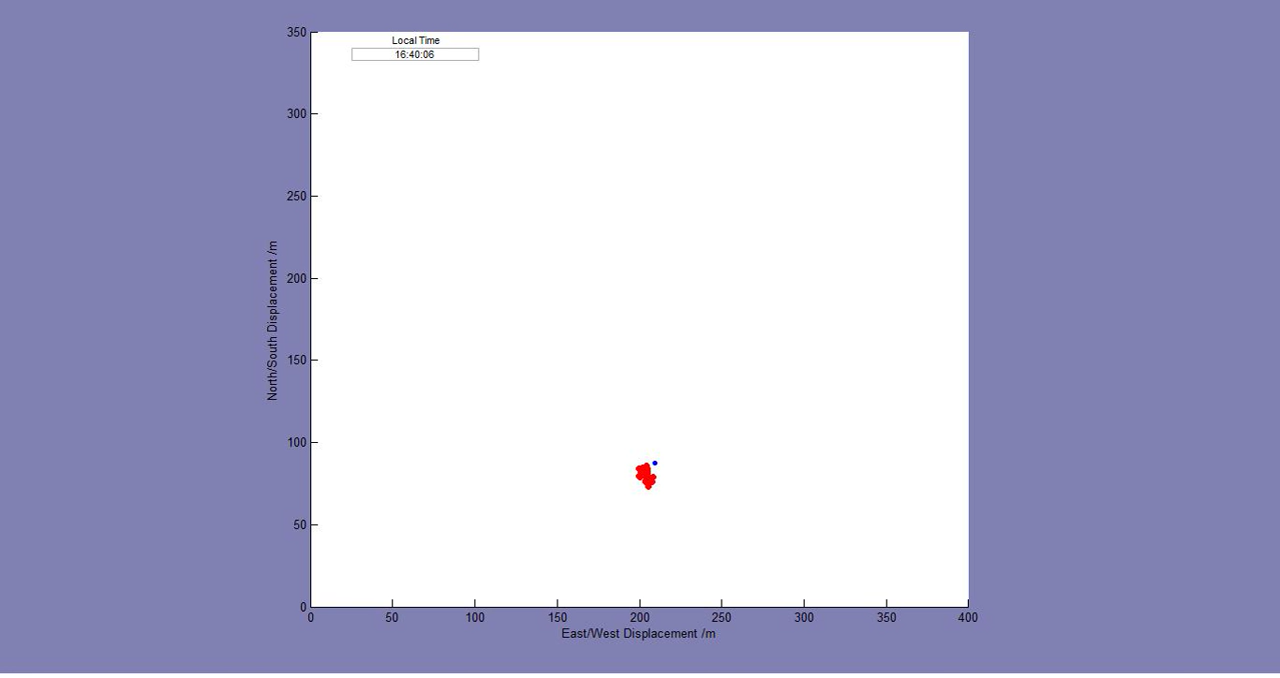 350
Local Time
16:40:06
300
250
200
150
100
50
0
North/South Displacement /m
0 50 100 150 200 250 300 350 400
East/West Displacement /m